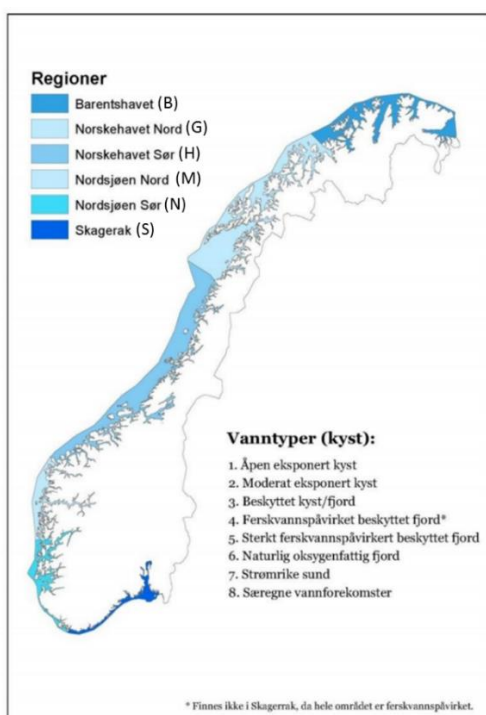 Regioner
Barentshavet (B)
Norskehavet Nord (G)
Norskehavet Sør (H)
Nordsjøen Nord (M)
Nordsjøen Sør (N)
Skagerak (S)
Vanntyper (kyst):
1. Åpen eksponert kyst
2. Moderat eksponert kyst
3. Beskyttet kyst/fjord
4. Ferskvannspåvirket beskyttet fjord*
5. Sterkt ferskvannspåvirkert beskyttet fjord
6. Naturlig oksygenfattig fjord
7. Strømrike sund
8. Særegne vannforekomster
* Finnes ikke i Skagerrak, da hele området er ferskvannspåvirket.